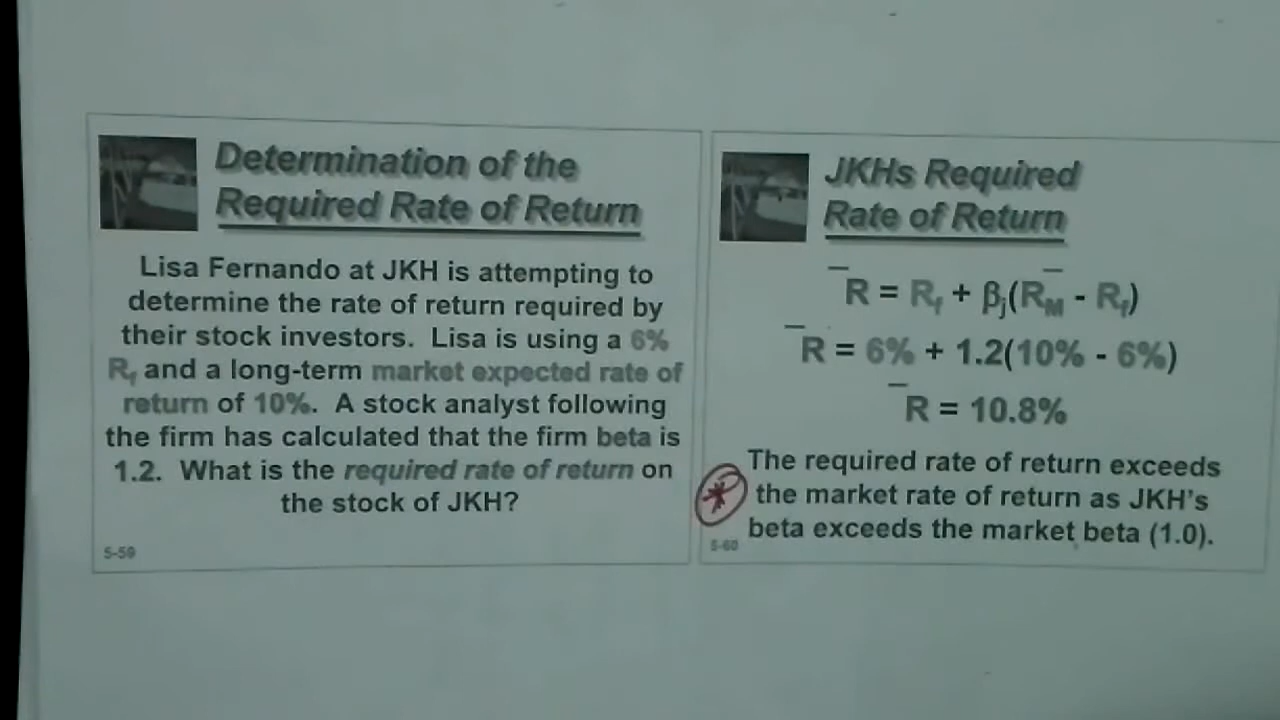 Determination of the
Required Rate of Return
Lisa Fernando at JKH is attempting to
determine the rate of return required by
their stock investors. Lisa is using a 6%
Rf and a long-term market expected rate of
return of 10%. A stock analyst following
the firm has calculated that the firm beta is
1.2. What is the required rate of return on
the stock of JKH?
5-59
JKHs Required
Rate of Return
R̅ = Rf + βj(R̅M - Rf)
R̅ = 6% + 1.2(10% - 6%)
R̅ = 10.8%
The required rate of return exceeds
the market rate of return as JKH's
beta exceeds the market beta (1.0).
5-60